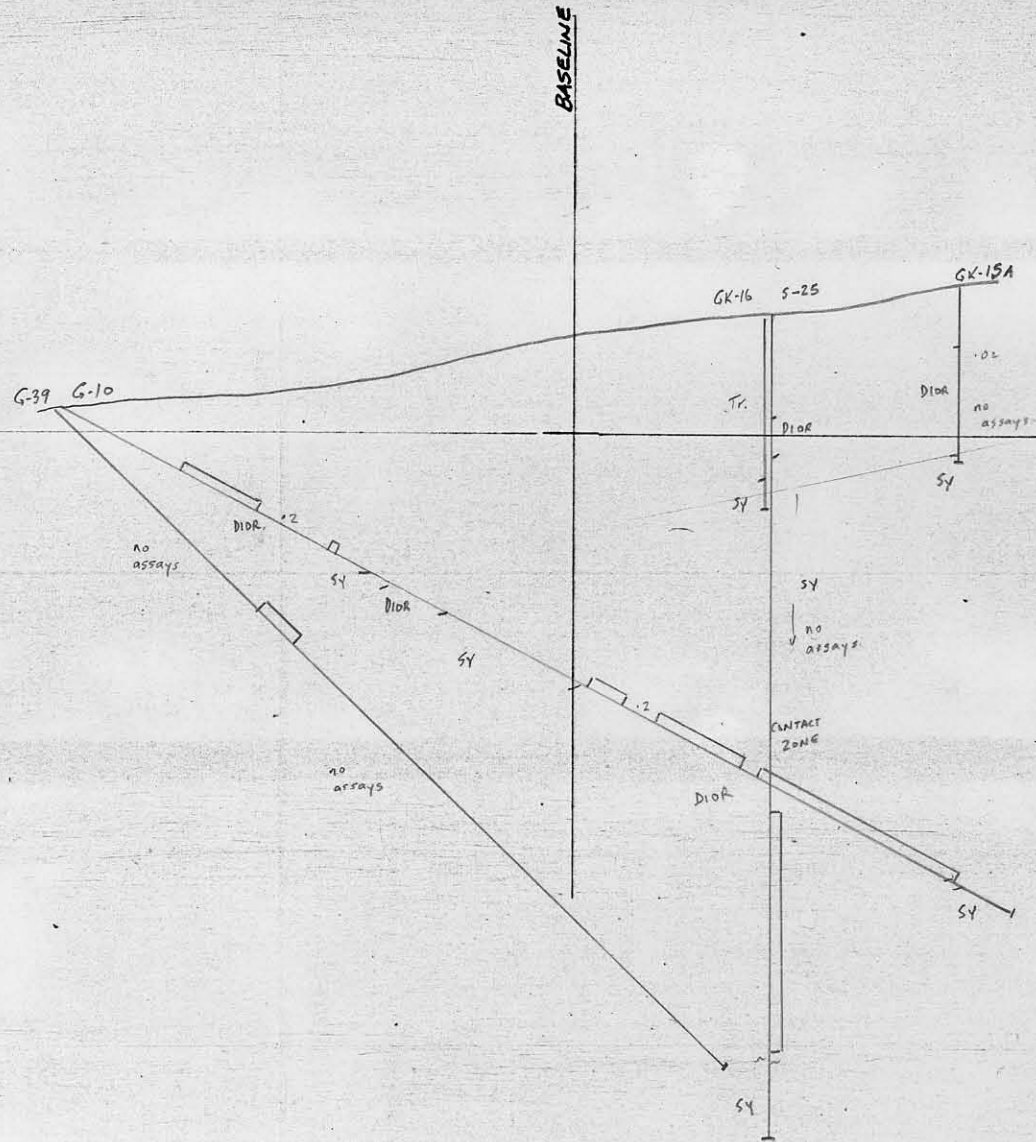 BASELINE
GK-15A
GK-16 S-25
.02
G-39 G-10
DIOR
Tr.
no
assays
DIOR
SY
SY
DIOR
.2
no
assays
SY
DIOR
SY
no
assays
SY
.2
CONTACT
ZONE
no
assays
DIOR
SY
SY